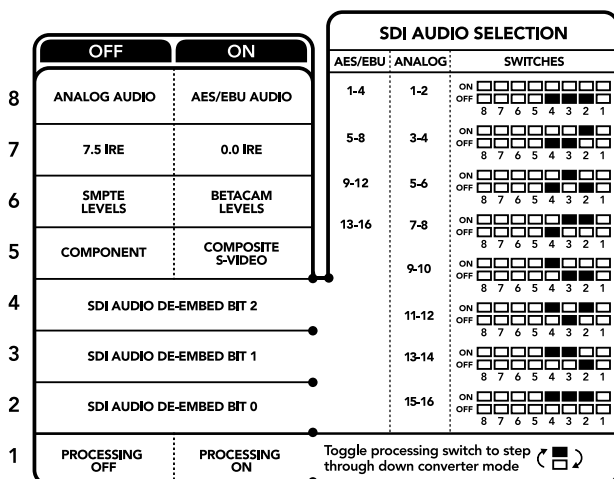 OFF ON
8 ANALOG AUDIO AES/EBU AUDIO
7 7.5 IRE 0.0 IRE
6 SMPTE LEVELS BETACAM LEVELS
5 COMPONENT COMPOSITE S-VIDEO
4 SDI AUDIO DE-EMBED BIT 2
3 SDI AUDIO DE-EMBED BIT 1
2 SDI AUDIO DE-EMBED BIT 0
1 PROCESSING OFF PROCESSING ON
SDI AUDIO SELECTION
AES/EBU ANALOG SWITCHES
1-4 1-2 ON
OFF
8 7 6 5 4 3 2 1
5-8 3-4 ON
OFF
8 7 6 5 4 3 2 1
9-12 5-6 ON
OFF
8 7 6 5 4 3 2 1
13-16 7-8 ON
OFF
8 7 6 5 4 3 2 1
9-10 ON
OFF
8 7 6 5 4 3 2 1
11-12 ON
OFF
8 7 6 5 4 3 2 1
13-14 ON
OFF
8 7 6 5 4 3 2 1
15-16 ON
OFF
8 7 6 5 4 3 2 1
Toggle processing switch to step
through down converter mode